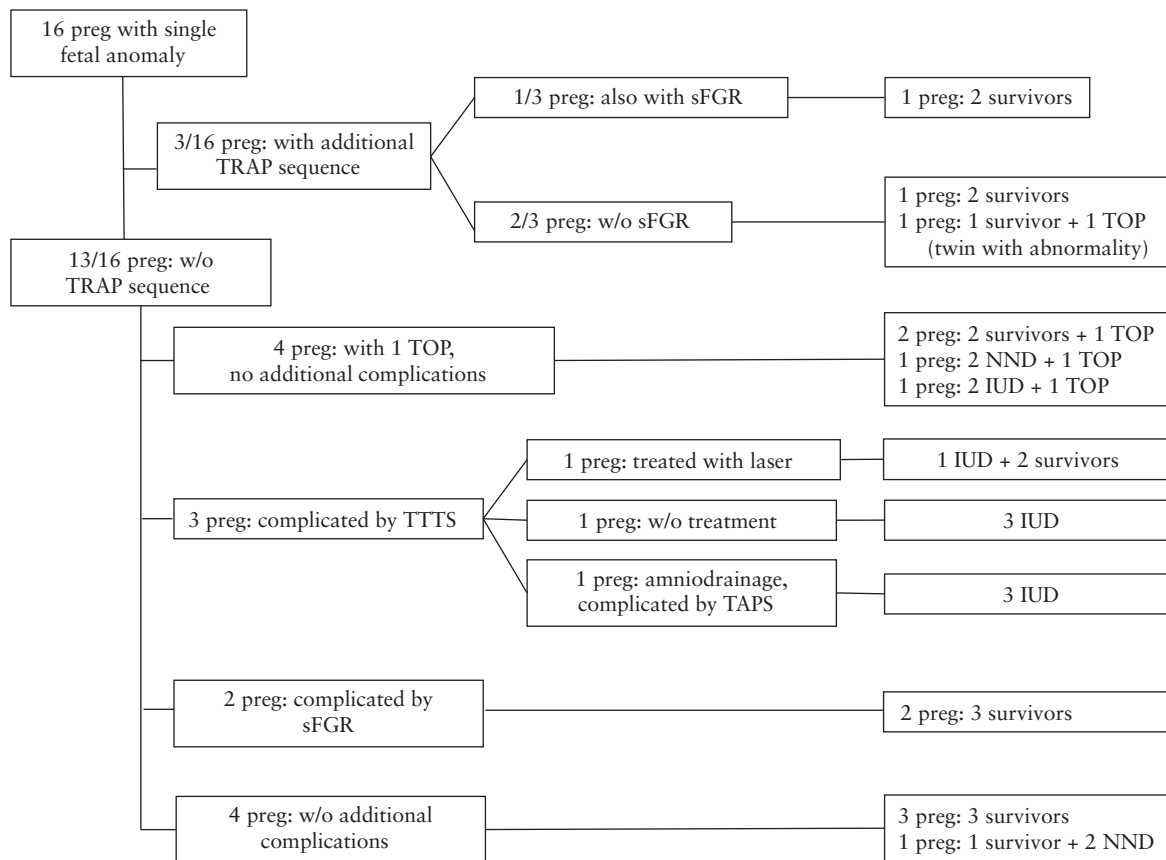 16 preg with single
fetal anomaly
1/3 preg: also with sFGR
1 preg: 2 survivors
3/16 preg: with additional
TRAP sequence
2/3 preg: w/o sFGR
1 preg: 2 survivors
1 preg: 1 survivor + 1 TOP
(twin with abnormality)
13/16 preg: w/o
TRAP sequence
4 preg: with 1 TOP,
no additional complications
2 preg: 2 survivors + 1 TOP
1 preg: 2 NND + 1 TOP
1 preg: 2 IUD + 1 TOP
3 preg: complicated by TTTS
1 preg: treated with laser
1 IUD + 2 survivors
1 preg: w/o treatment
3 IUD
1 preg: amniodrainage,
complicated by TAPS
3 IUD
2 preg: complicated by
sFGR
2 preg: 3 survivors
4 preg: w/o additional
complications
3 preg: 3 survivors
1 preg: 1 survivor + 2 NND